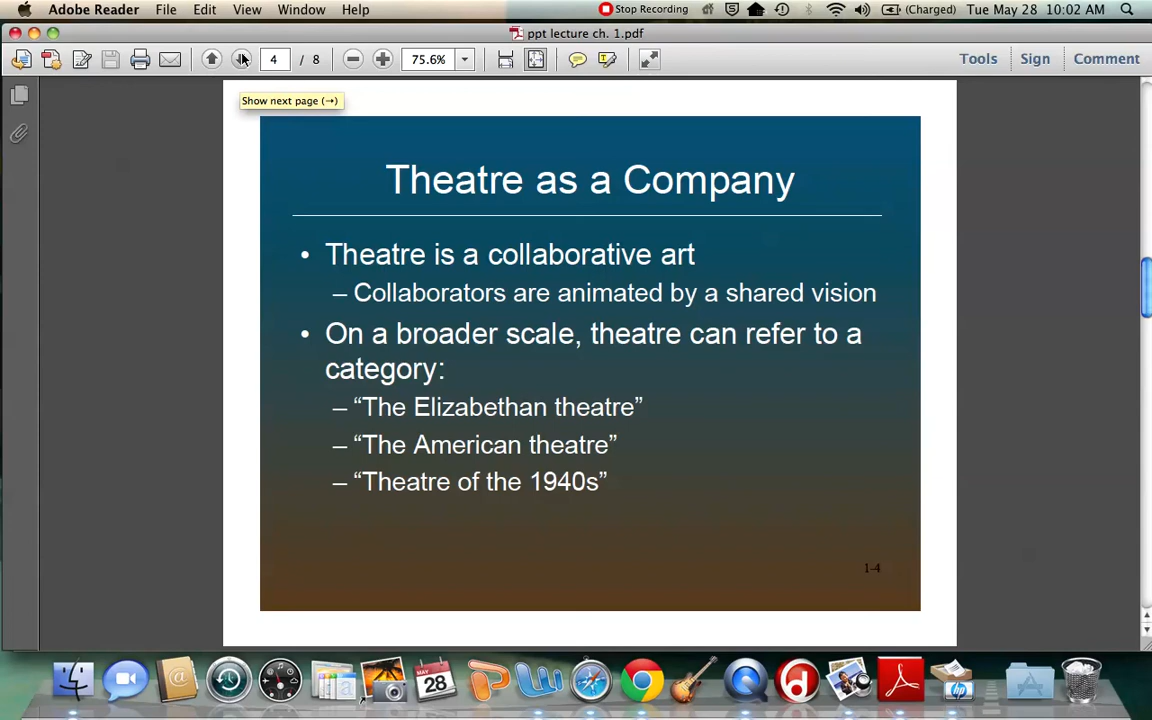 Adobe Reader File Edit View Window Help Stop Recording (Charged) Tue May 28 10:02 AM
ppt lecture ch. 1.pdf
4 / 8 75.6% Tools Sign Comment
Show next page (→)
Theatre as a Company
• Theatre is a collaborative art
– Collaborators are animated by a shared vision
• On a broader scale, theatre can refer to a
category:
– “The Elizabethan theatre”
– “The American theatre”
– “Theatre of the 1940s”
1-4
MAY
28